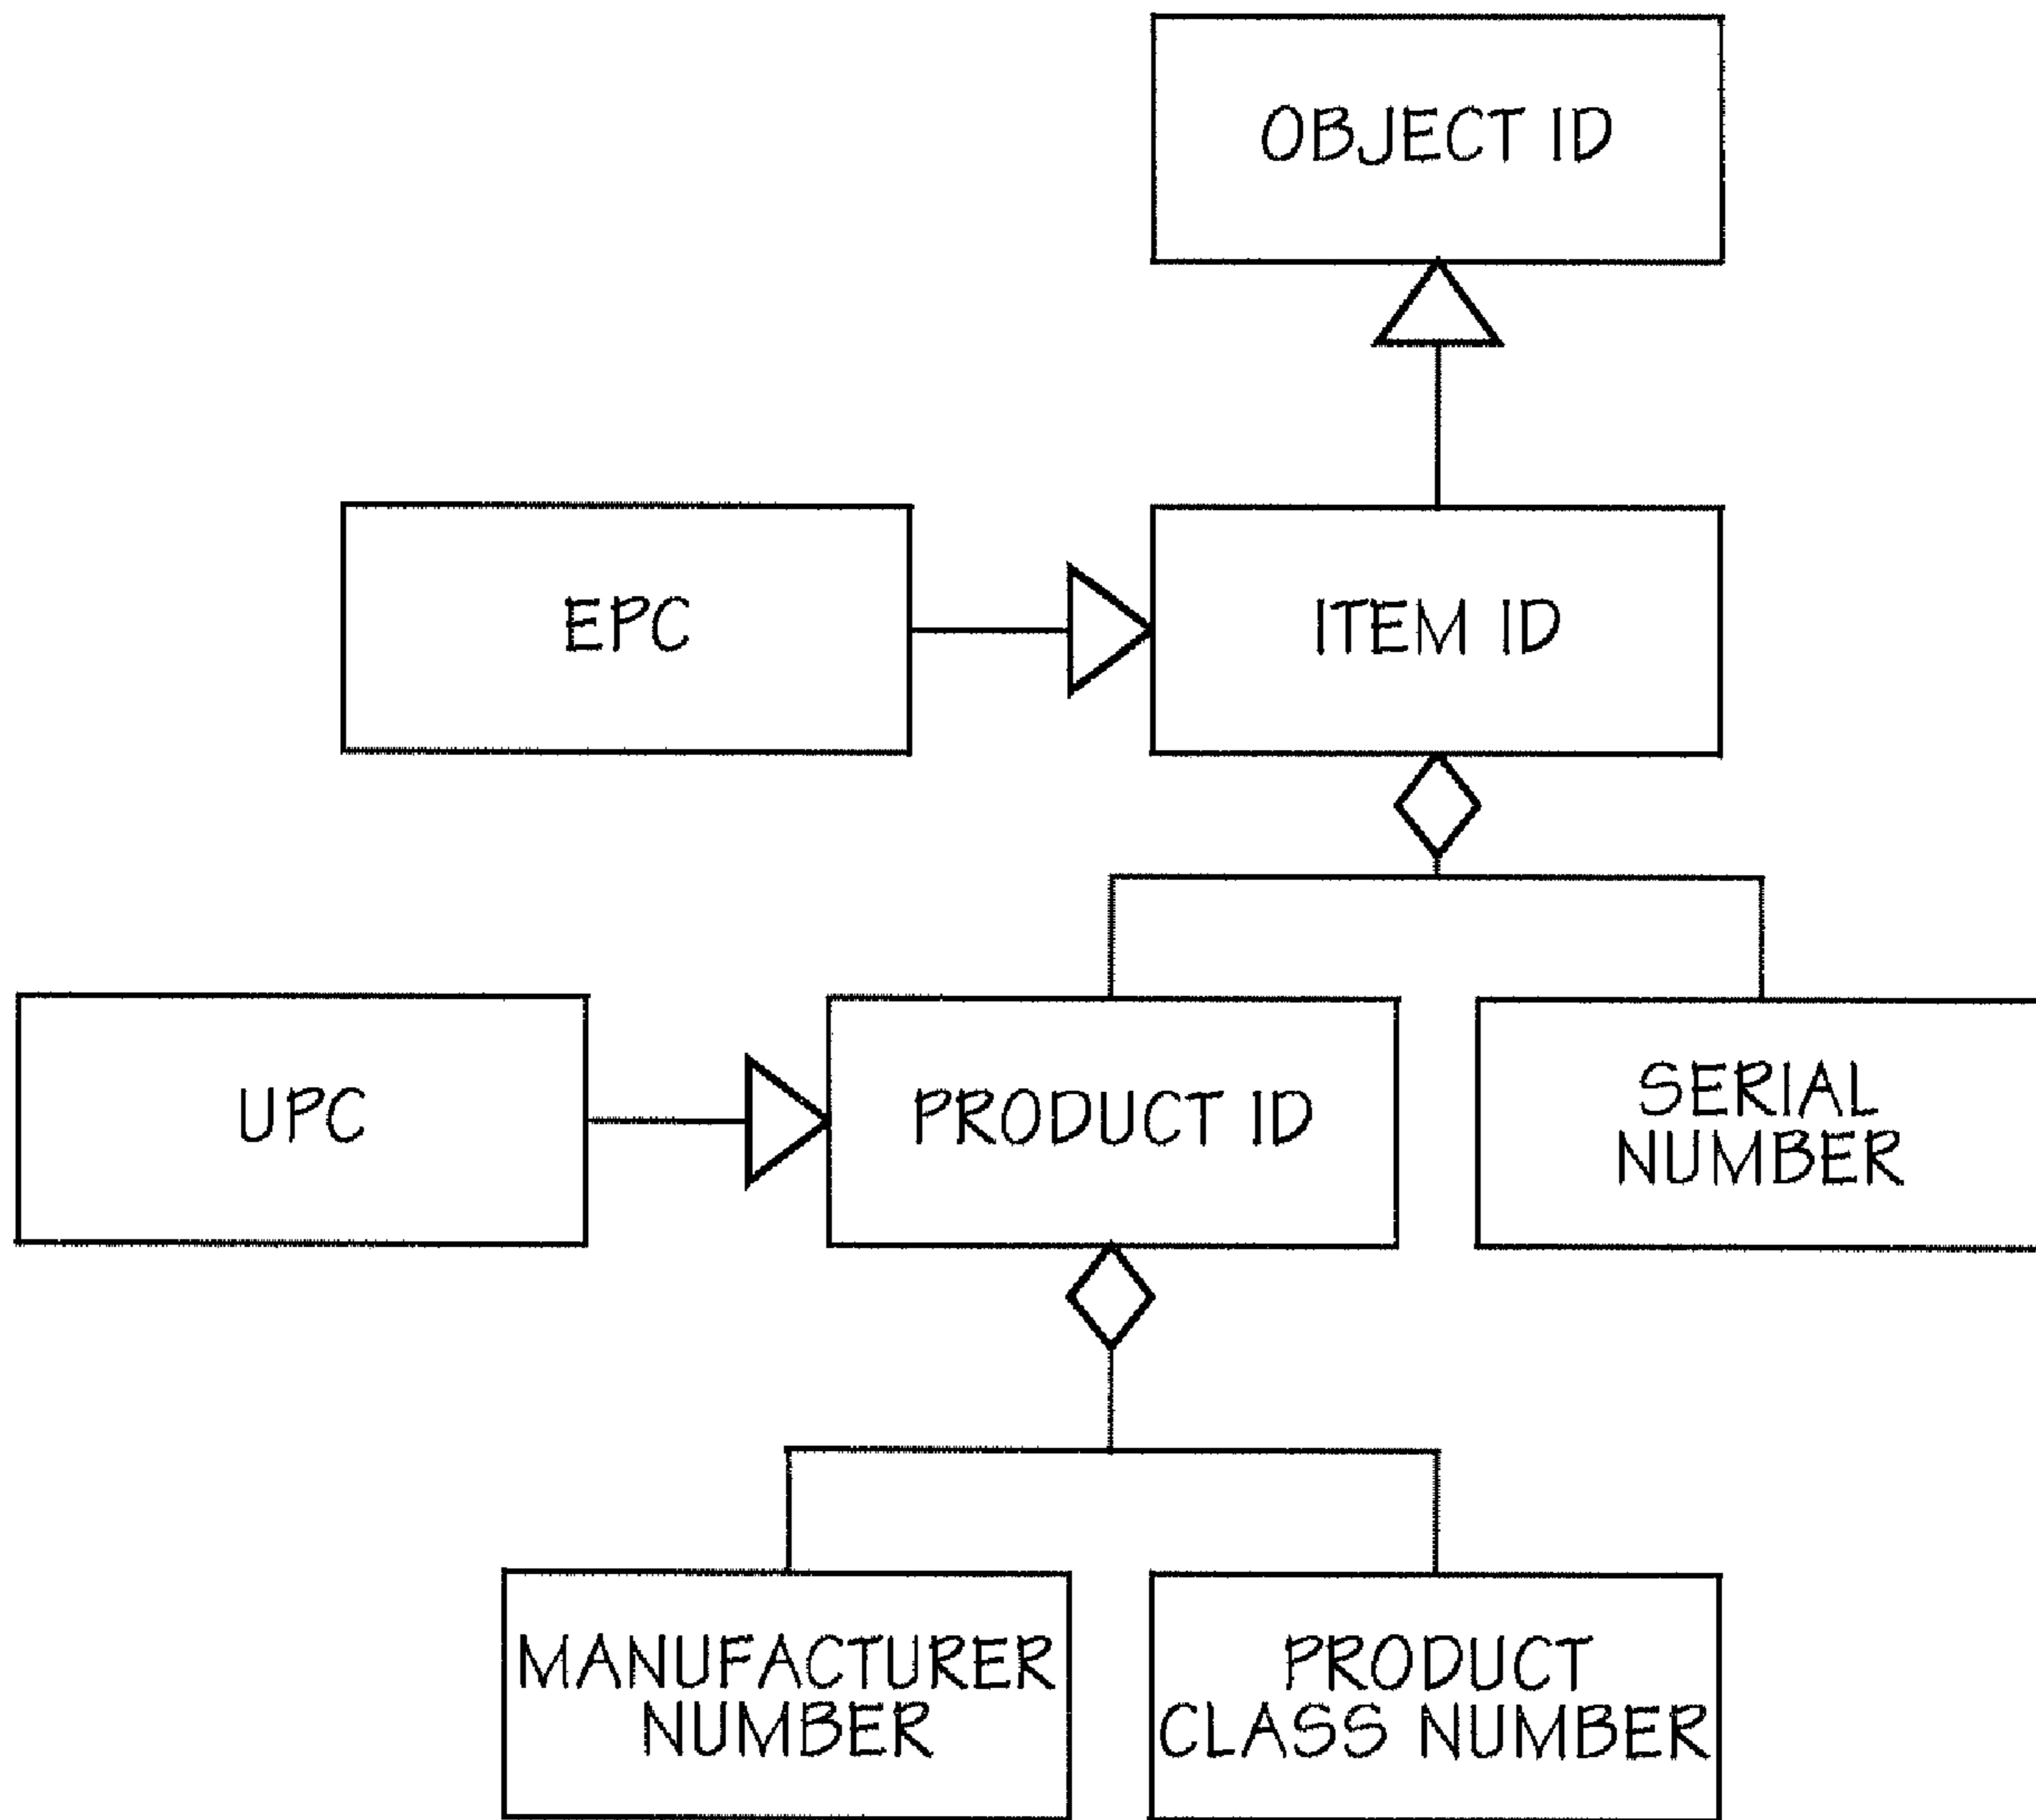 OBJECT ID
EPC
ITEM ID
UPC
PRODUCT ID
SERIAL
NUMBER
MANUFACTURER
NUMBER
PRODUCT
CLASS NUMBER